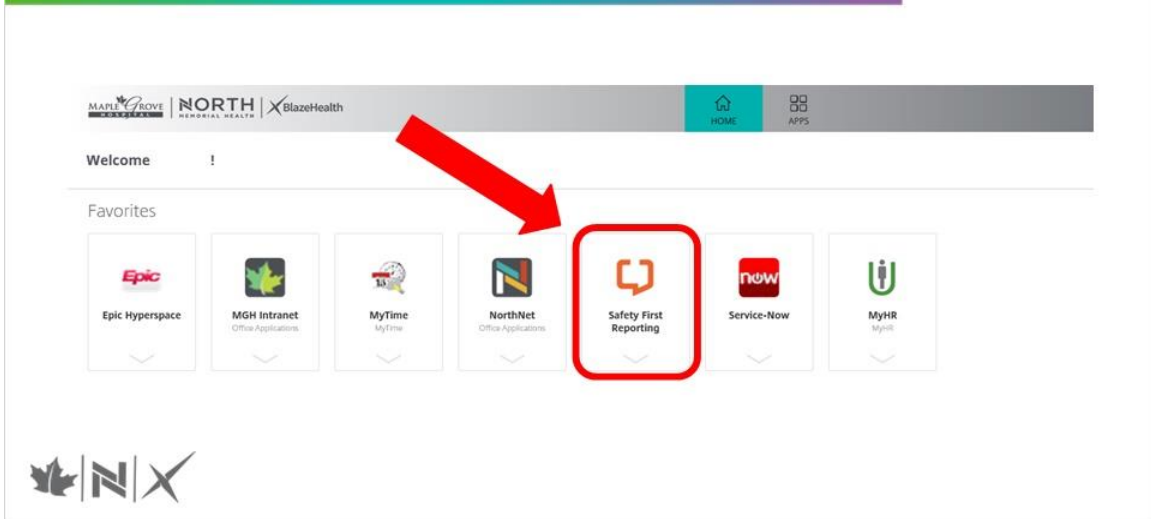 MAPLE GROVE HOSPITAL | NORTH MEMORIAL HEALTH | BlazeHealth
HOME
APPS
Welcome !
Favorites
Epic
15
now
Epic Hyperspace
MGH Intranet
Office Applications
MyTime
MyTime
NorthNet
Office Applications
Safety First
Reporting
Service-Now
MyHR
MyHR
N X